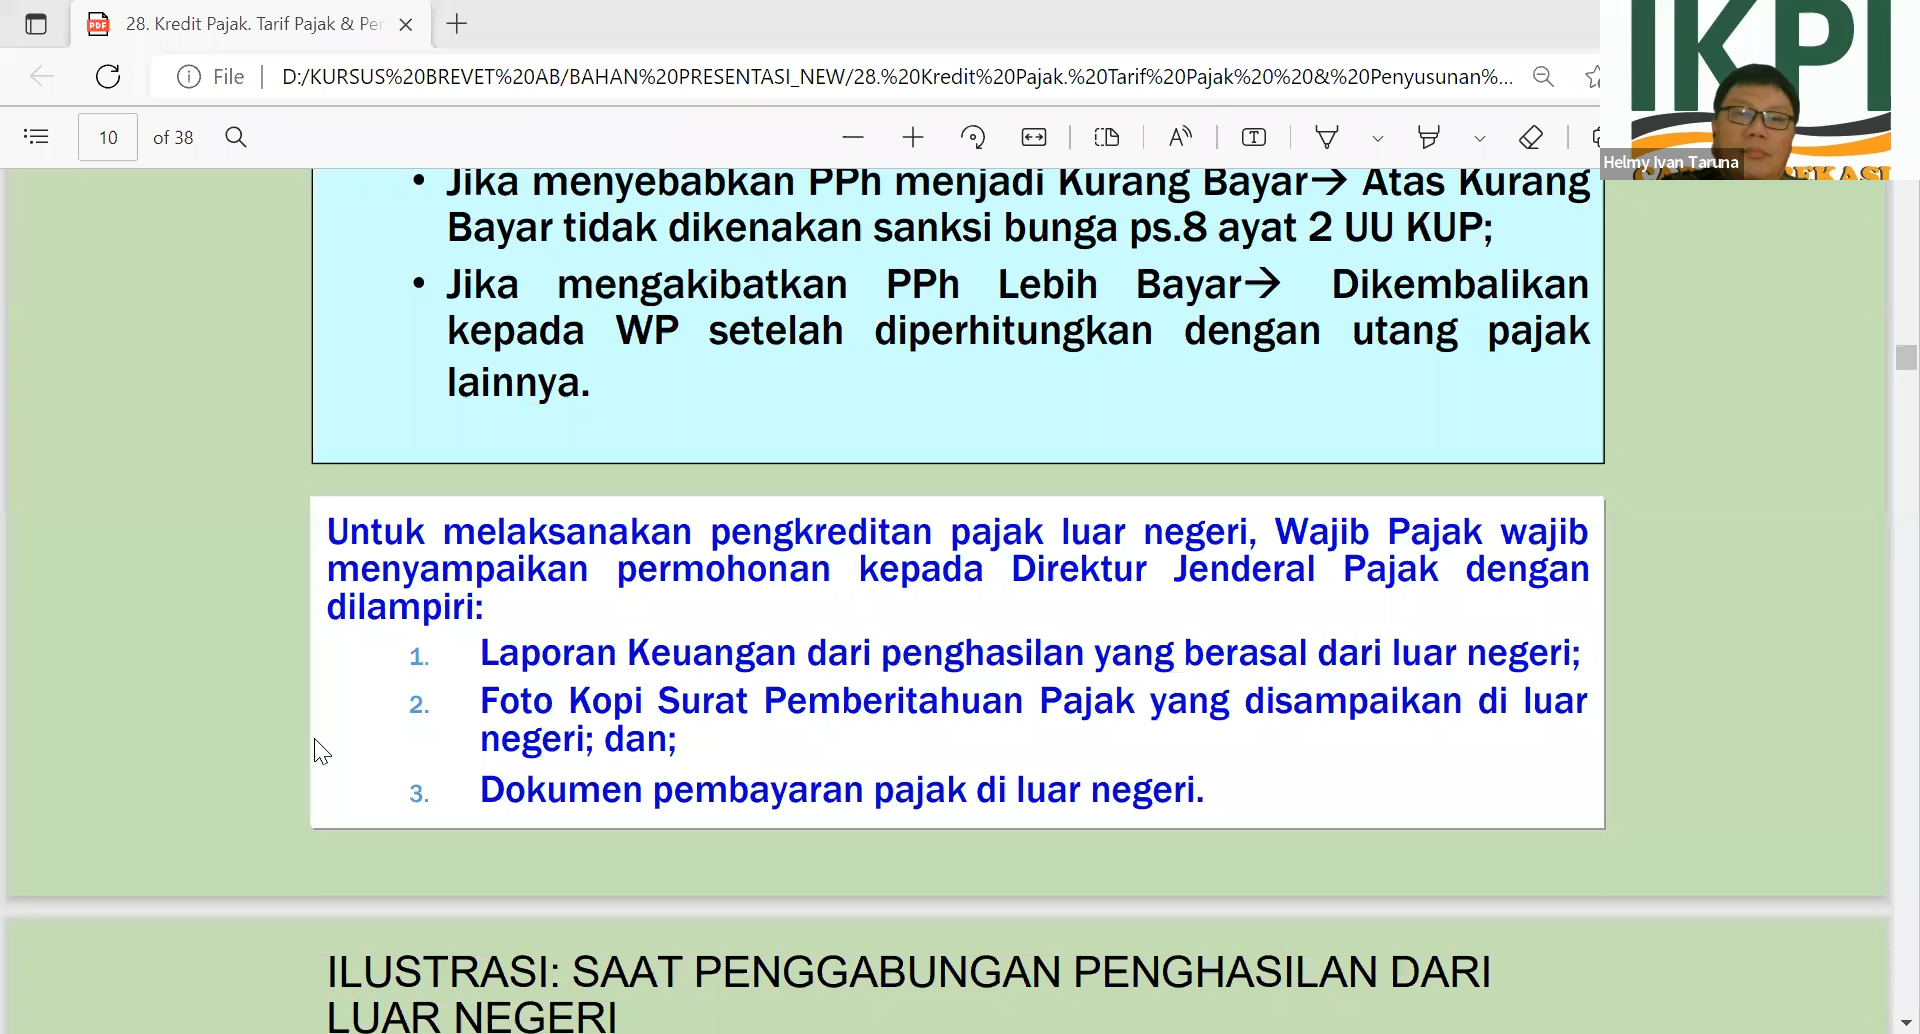 28. Kredit Pajak. Tarif Pajak & Per
File
D:/KURSUS%20BREVET%20AB/BAHAN%20PRESENTASI_NEW/28.%20Kredit%20Pajak.%20Tarif%20Pajak%20%20&%20Penyusunan%...
10 of 38
IKPI
Helmy Ivan Taruna
• Jika menyebabkan PPh menjadi Kurang Bayar→ Atas Kurang
Bayar tidak dikenakan sanksi bunga ps.8 ayat 2 UU KUP;
• Jika mengakibatkan PPh Lebih Bayar→ Dikembalikan
kepada WP setelah diperhitungkan dengan utang pajak
lainnya.
Untuk melaksanakan pengkreditan pajak luar negeri, Wajib Pajak wajib
menyampaikan permohonan kepada Direktur Jenderal Pajak dengan
dilampiri:
1. Laporan Keuangan dari penghasilan yang berasal dari luar negeri;
2. Foto Kopi Surat Pemberitahuan Pajak yang disampaikan di luar
negeri; dan;
3. Dokumen pembayaran pajak di luar negeri.
ILUSTRASI: SAAT PENGGABUNGAN PENGHASILAN DARI
LUAR NEGERI